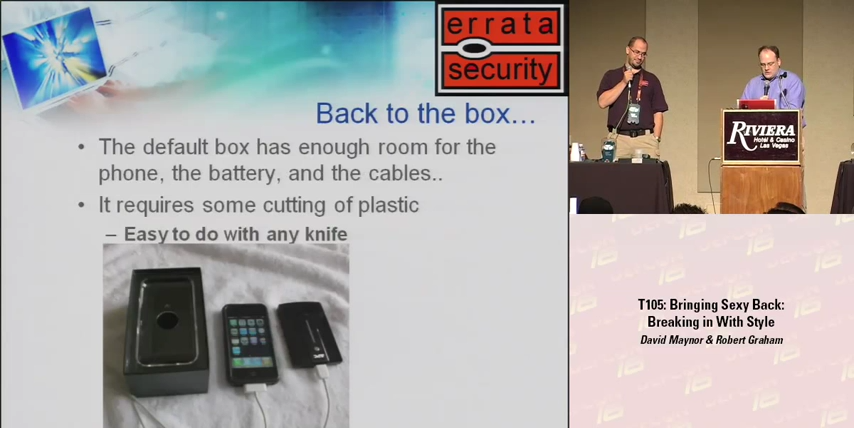 errata
security
Back to the box...
• The default box has enough room for the
phone, the battery, and the cables..
• It requires some cutting of plastic
– Easy to do with any knife
RIVIERA
Hotel & Casino
Las Vegas
T105: Bringing Sexy Back:
Breaking in With Style
David Maynor & Robert Graham